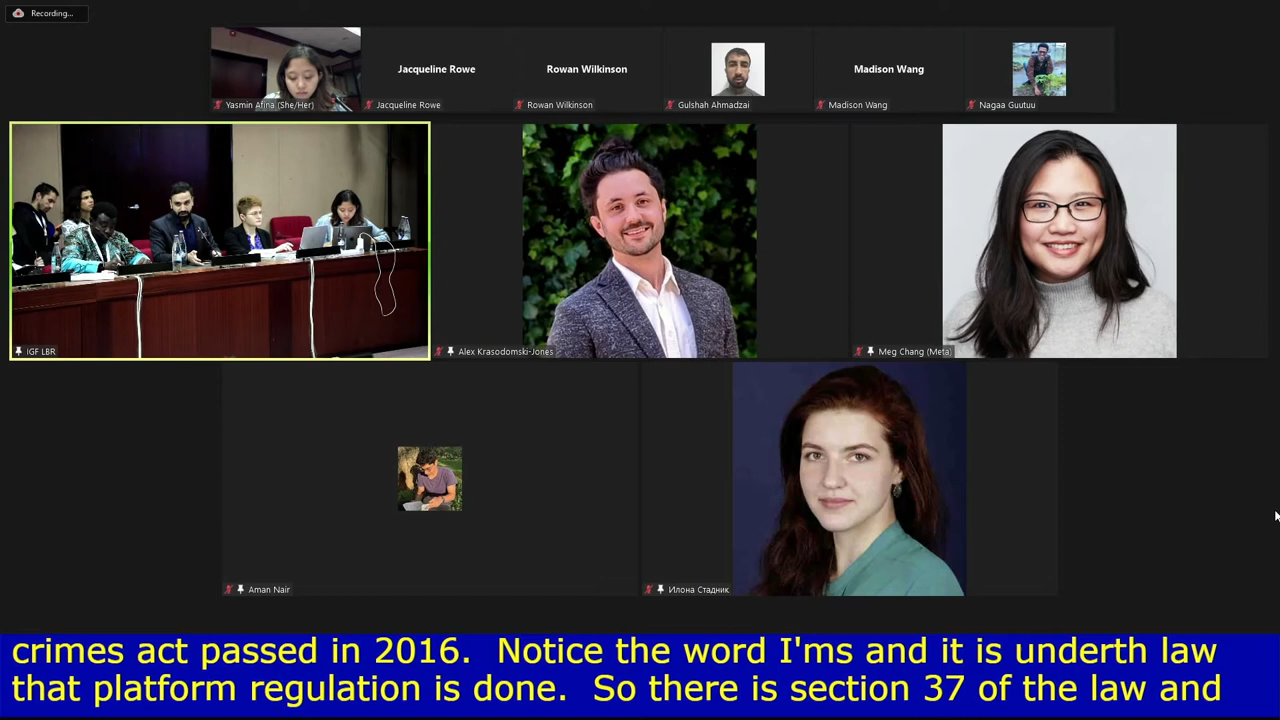 Recording...
Jacqueline Rowe
Rowan Wilkinson
Madison Wang
Yasmin Afina (She/Her)
Jacqueline Rowe
Rowan Wilkinson
Gulshah Ahmadzai
Madison Wang
Nagaa Guutuu
IGF LBR
Alex Krasodomski-Jones
Meg Chang (Meta)
Aman Nair
Илона Стадник
crimes act passed in 2016.  Notice the word I'ms and it is underth law
that platform regulation is done.  So there is section 37 of the law and